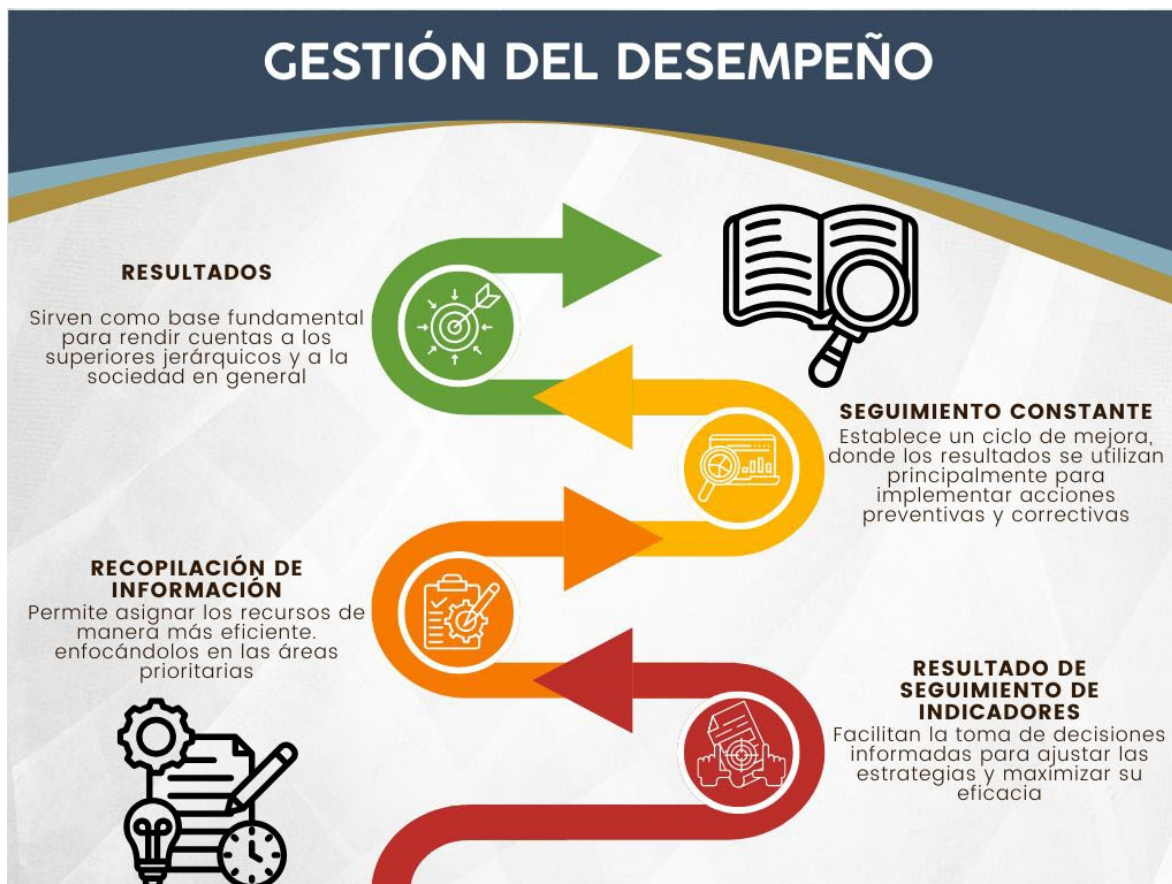 GESTIÓN DEL DESEMPEÑO
RESULTADOS
Sirven como base fundamental
para rendir cuentas a los
superiores jerárquicos y a la
sociedad en general
SEGUIMIENTO CONSTANTE
Establece un ciclo de mejora,
donde los resultados se utilizan
principalmente para
implementar acciones
preventivas y correctivas
RECOPILACIÓN DE
INFORMACIÓN
Permite asignar los recursos de
manera más eficiente.
enfocándolos en las áreas
prioritarias
RESULTADO DE
SEGUIMIENTO DE
INDICADORES
Facilitan la toma de decisiones
informadas para ajustar las
estrategias y maximizar su
eficacia